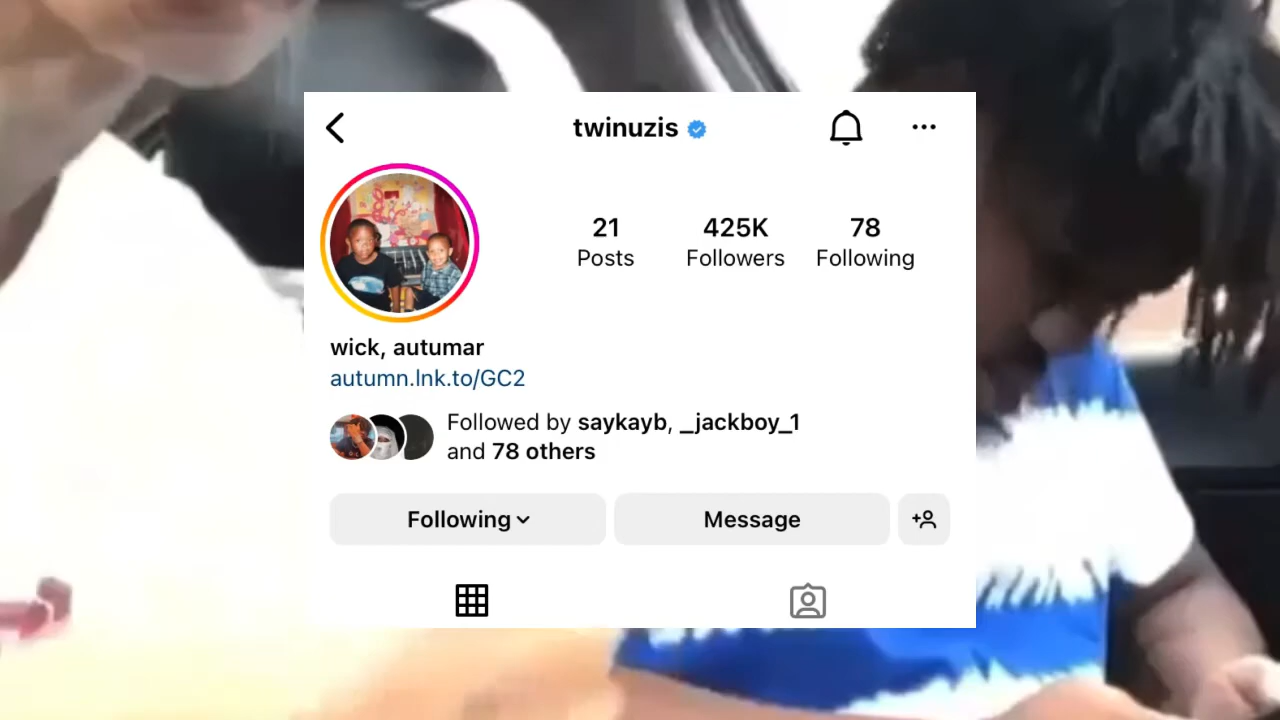 twinuzis
21 425K 78
Posts Followers Following
wick, autumar
autumn.lnk.to/GC2
Followed by saykayb, _jackboy_1
and 78 others
Following Message